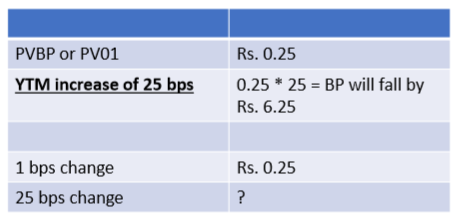 PVBP or PV01 Rs. 0.25
YTM increase of 25 bps 0.25 * 25 = BP will fall by
Rs. 6.25
1 bps change Rs. 0.25
25 bps change ?